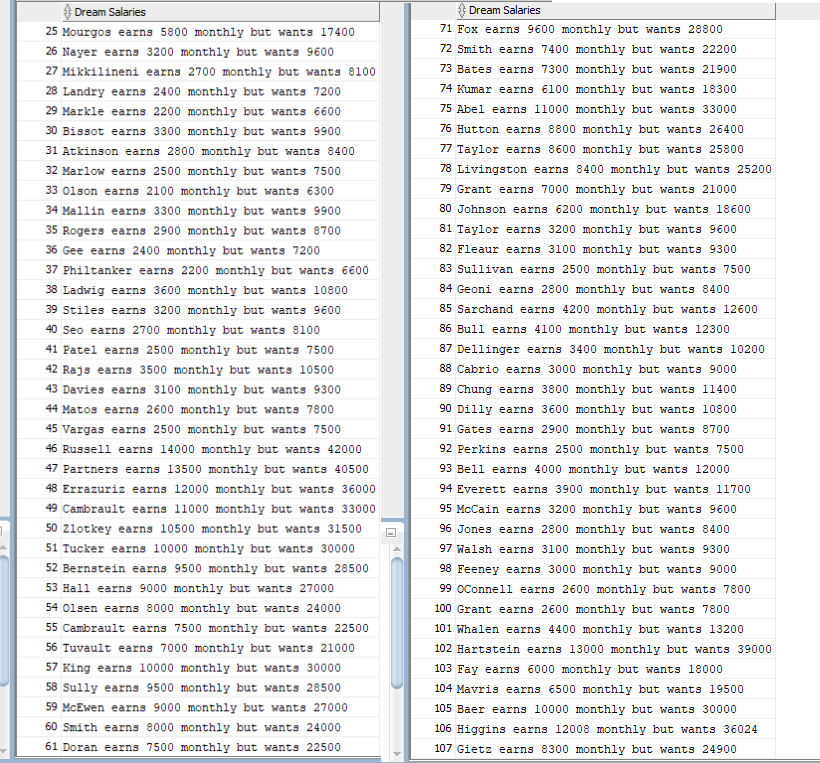 Dream Salaries
25 Mourgos earns 5800 monthly but wants 17400
26 Nayer earns 3200 monthly but wants 9600
27 Mikkilineni earns 2700 monthly but wants 8100
28 Landry earns 2400 monthly but wants 7200
29 Markle earns 2200 monthly but wants 6600
30 Bissot earns 3300 monthly but wants 9900
31 Atkinson earns 2800 monthly but wants 8400
32 Marlow earns 2500 monthly but wants 7500
33 Olson earns 2100 monthly but wants 6300
34 Mallin earns 3300 monthly but wants 9900
35 Rogers earns 2900 monthly but wants 8700
36 Gee earns 2400 monthly but wants 7200
37 Philtanker earns 2200 monthly but wants 6600
38 Ladwig earns 3600 monthly but wants 10800
39 Stiles earns 3200 monthly but wants 9600
40 Seo earns 2700 monthly but wants 8100
41 Patel earns 2500 monthly but wants 7500
42 Rajs earns 3500 monthly but wants 10500
43 Davies earns 3100 monthly but wants 9300
44 Matos earns 2600 monthly but wants 7800
45 Vargas earns 2500 monthly but wants 7500
46 Russell earns 14000 monthly but wants 42000
47 Partners earns 13500 monthly but wants 40500
48 Errazuriz earns 12000 monthly but wants 36000
49 Cambrault earns 11000 monthly but wants 33000
50 Zlotkey earns 10500 monthly but wants 31500
51 Tucker earns 10000 monthly but wants 30000
52 Bernstein earns 9500 monthly but wants 28500
53 Hall earns 9000 monthly but wants 27000
54 Olsen earns 8000 monthly but wants 24000
55 Cambrault earns 7500 monthly but wants 22500
56 Tuvault earns 7000 monthly but wants 21000
57 King earns 10000 monthly but wants 30000
58 Sully earns 9500 monthly but wants 28500
59 McEwen earns 9000 monthly but wants 27000
60 Smith earns 8000 monthly but wants 24000
61 Doran earns 7500 monthly but wants 22500
Dream Salaries
71 Fox earns 9600 monthly but wants 28800
72 Smith earns 7400 monthly but wants 22200
73 Bates earns 7300 monthly but wants 21900
74 Kumar earns 6100 monthly but wants 18300
75 Abel earns 11000 monthly but wants 33000
76 Hutton earns 8800 monthly but wants 26400
77 Taylor earns 8600 monthly but wants 25800
78 Livingston earns 8400 monthly but wants 25200
79 Grant earns 7000 monthly but wants 21000
80 Johnson earns 6200 monthly but wants 18600
81 Taylor earns 3200 monthly but wants 9600
82 Fleaur earns 3100 monthly but wants 9300
83 Sullivan earns 2500 monthly but wants 7500
84 Geoni earns 2800 monthly but wants 8400
85 Sarchand earns 4200 monthly but wants 12600
86 Bull earns 4100 monthly but wants 12300
87 Dellinger earns 3400 monthly but wants 10200
88 Cabrio earns 3000 monthly but wants 9000
89 Chung earns 3800 monthly but wants 11400
90 Dilly earns 3600 monthly but wants 10800
91 Gates earns 2900 monthly but wants 8700
92 Perkins earns 2500 monthly but wants 7500
93 Bell earns 4000 monthly but wants 12000
94 Everett earns 3900 monthly but wants 11700
95 McCain earns 3200 monthly but wants 9600
96 Jones earns 2800 monthly but wants 8400
97 Walsh earns 3100 monthly but wants 9300
98 Feeney earns 3000 monthly but wants 9000
99 OConnell earns 2600 monthly but wants 7800
100 Grant earns 2600 monthly but wants 7800
101 Whalen earns 4400 monthly but wants 13200
102 Hartstein earns 13000 monthly but wants 39000
103 Fay earns 6000 monthly but wants 18000
104 Mavris earns 6500 monthly but wants 19500
105 Baer earns 10000 monthly but wants 30000
106 Higgins earns 12008 monthly but wants 36024
107 Gietz earns 8300 monthly but wants 24900